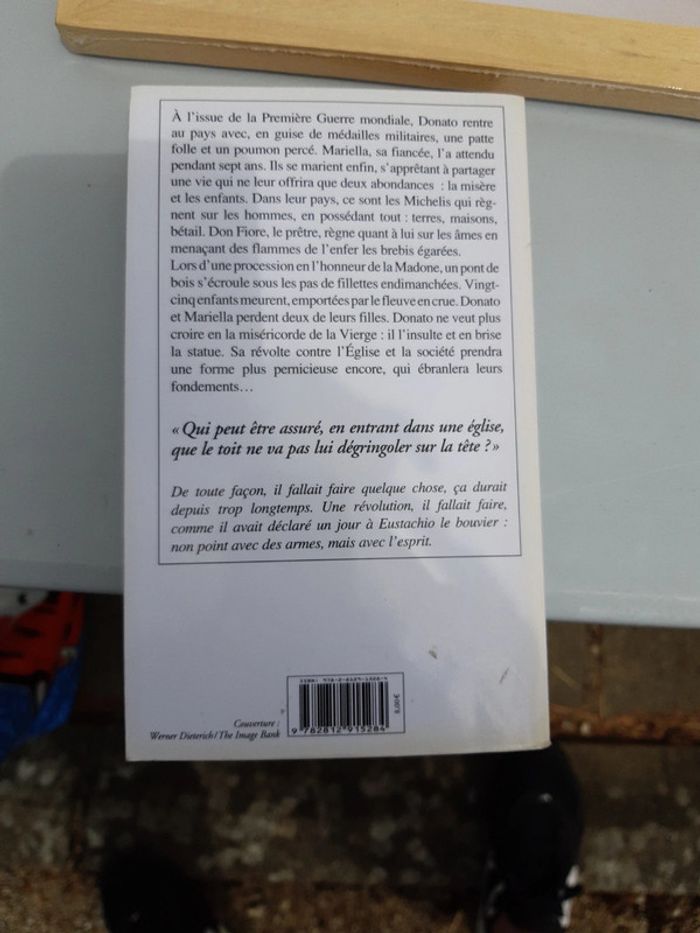 À l’issue de la Première Guerre mondiale, Donato rentre
au pays avec, en guise de médailles militaires, une patte
folle et un poumon percé. Mariella, sa fiancée, l’a attendu
pendant sept ans. Ils se marient enfin, s’apprêtant à partager
une vie qui ne leur offrira que deux abondances : la misère
et les enfants. Dans leur pays, ce sont les Michelis qui règ-
nent sur les hommes, en possédant tout : terres, maisons,
bétail. Don Fiore, le prêtre, règne quant à lui sur les âmes en
menaçant des flammes de l’enfer les brebis égarées.
Lors d’une procession en l’honneur de la Madone, un pont de
bois s’écroule sous les pas de fillettes endimanchées. Vingt-
cinq enfants meurent, emportées par le fleuve en crue. Donato
et Mariella perdent deux de leurs filles. Donato ne veut plus
croire en la miséricorde de la Vierge : il l’insulte et en brise
la statue. Sa révolte contre l’Église et la société prendra
une forme plus pernicieuse encore, qui ébranlera leurs
fondements…
« Qui peut être assuré, en entrant dans une église,
que le toit ne va pas lui dégringoler sur la tête ? »
De toute façon, il fallait faire quelque chose, ça durait
depuis trop longtemps. Une révolution, il fallait faire,
comme il avait déclaré un jour à Eustachio le bouvier :
non point avec des armes, mais avec l’esprit.
Couverture :
Werner Dieterich / The Image Bank
ISBN:
9 782812 915284
8,00 €